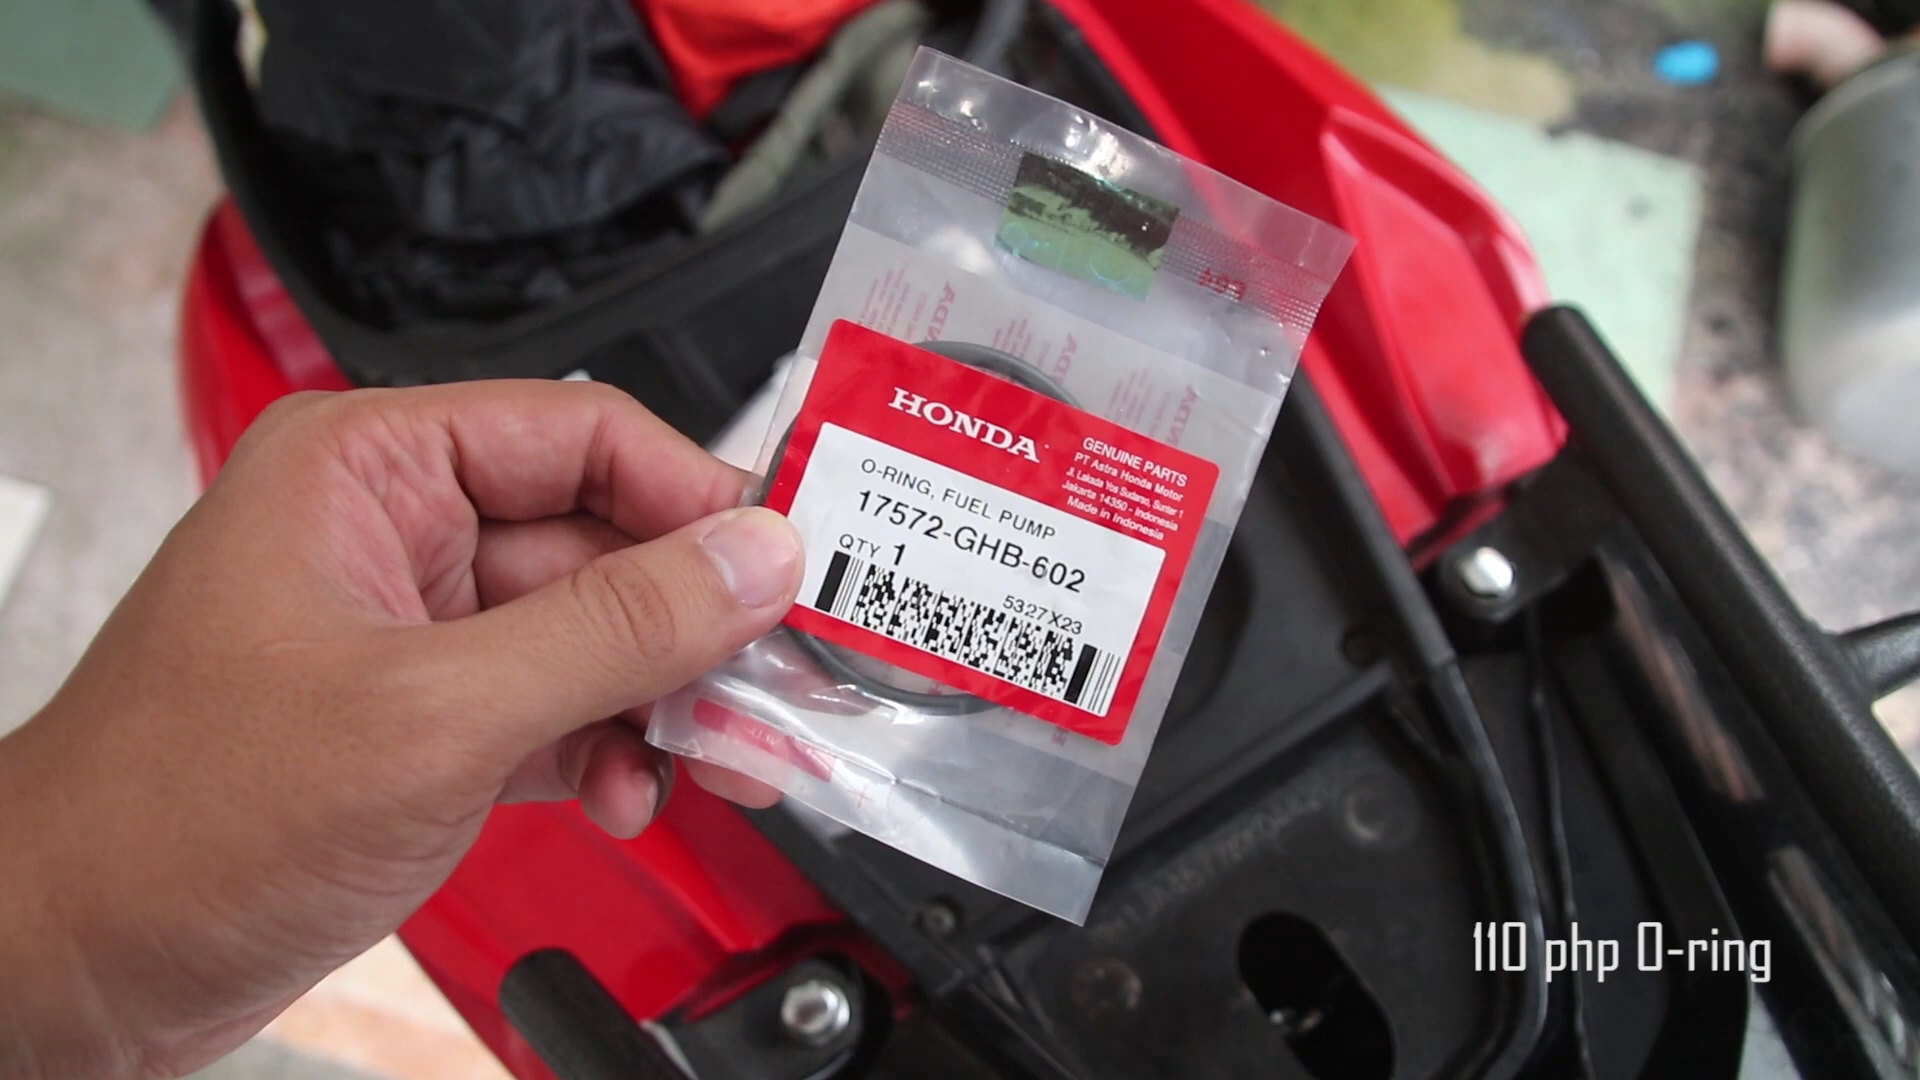 HONDA
GENUINE PARTS
PT Astra Honda Motor
Jl. Laksda Yos Sudarso, Sunter 1
Jakarta 14350 - Indonesia
Made in Indonesia
O-RING, FUEL PUMP
17572-GHB-602
QTY 1
5327X23
110 php O-ring